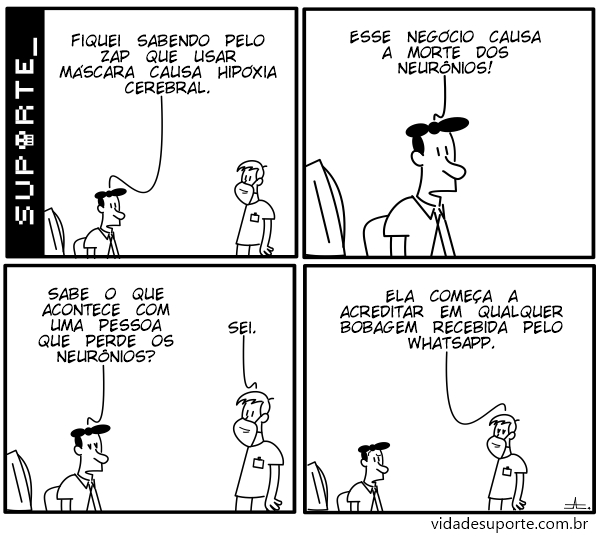 SUPORTE_
FIQUEI SABENDO PELO
ZAP QUE USAR
MÁSCARA CAUSA HIPÓXIA
CEREBRAL.
ESSE NEGÓCIO CAUSA
A MORTE DOS
NEURÔNIOS!
SABE O QUE
ACONTECE COM
UMA PESSOA
QUE PERDE OS
NEURÔNIOS?
SEI.
ELA COMEÇA A
ACREDITAR EM QUALQUER
BOBAGEM RECEBIDA PELO
WHATSAPP.
vidadesuporte.com.br